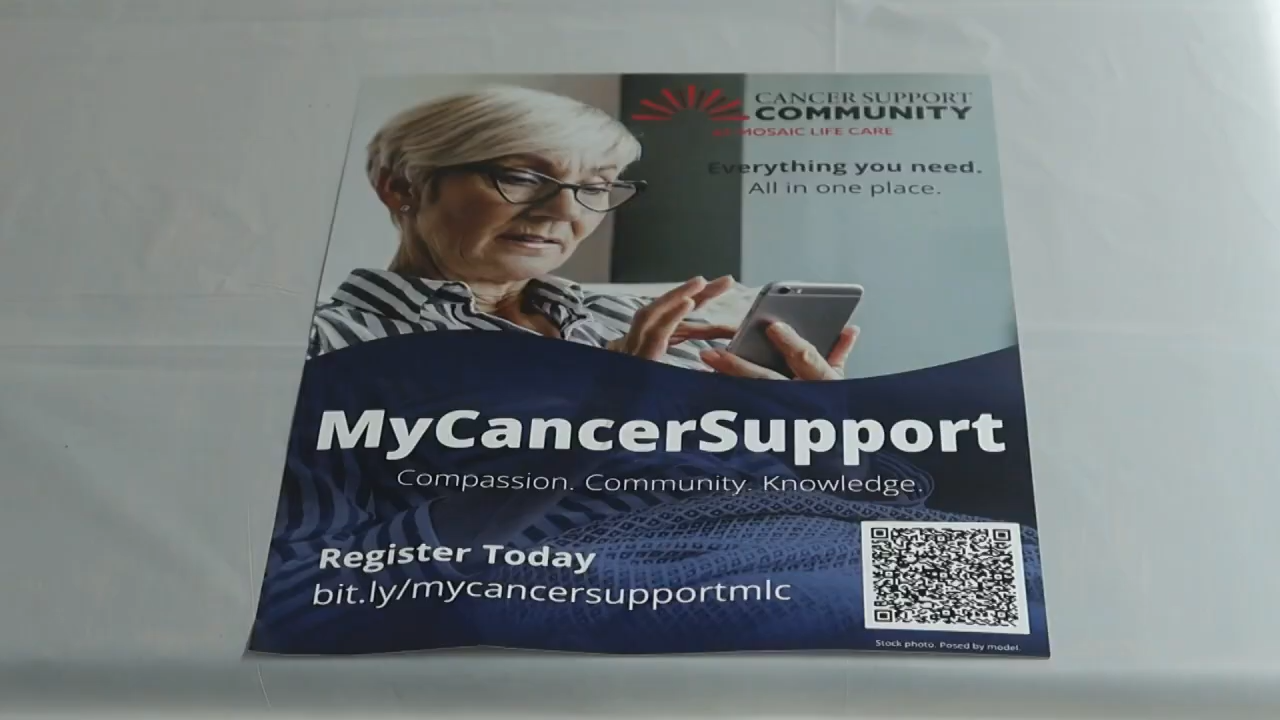 CANCER SUPPORT
COMMUNITY
AT MOSAIC LIFE CARE
Everything you need.
All in one place.
MyCancerSupport
Compassion. Community. Knowledge.
Register Today
bit.ly/mycancersupportmlc
Stock photo. Posed by model.